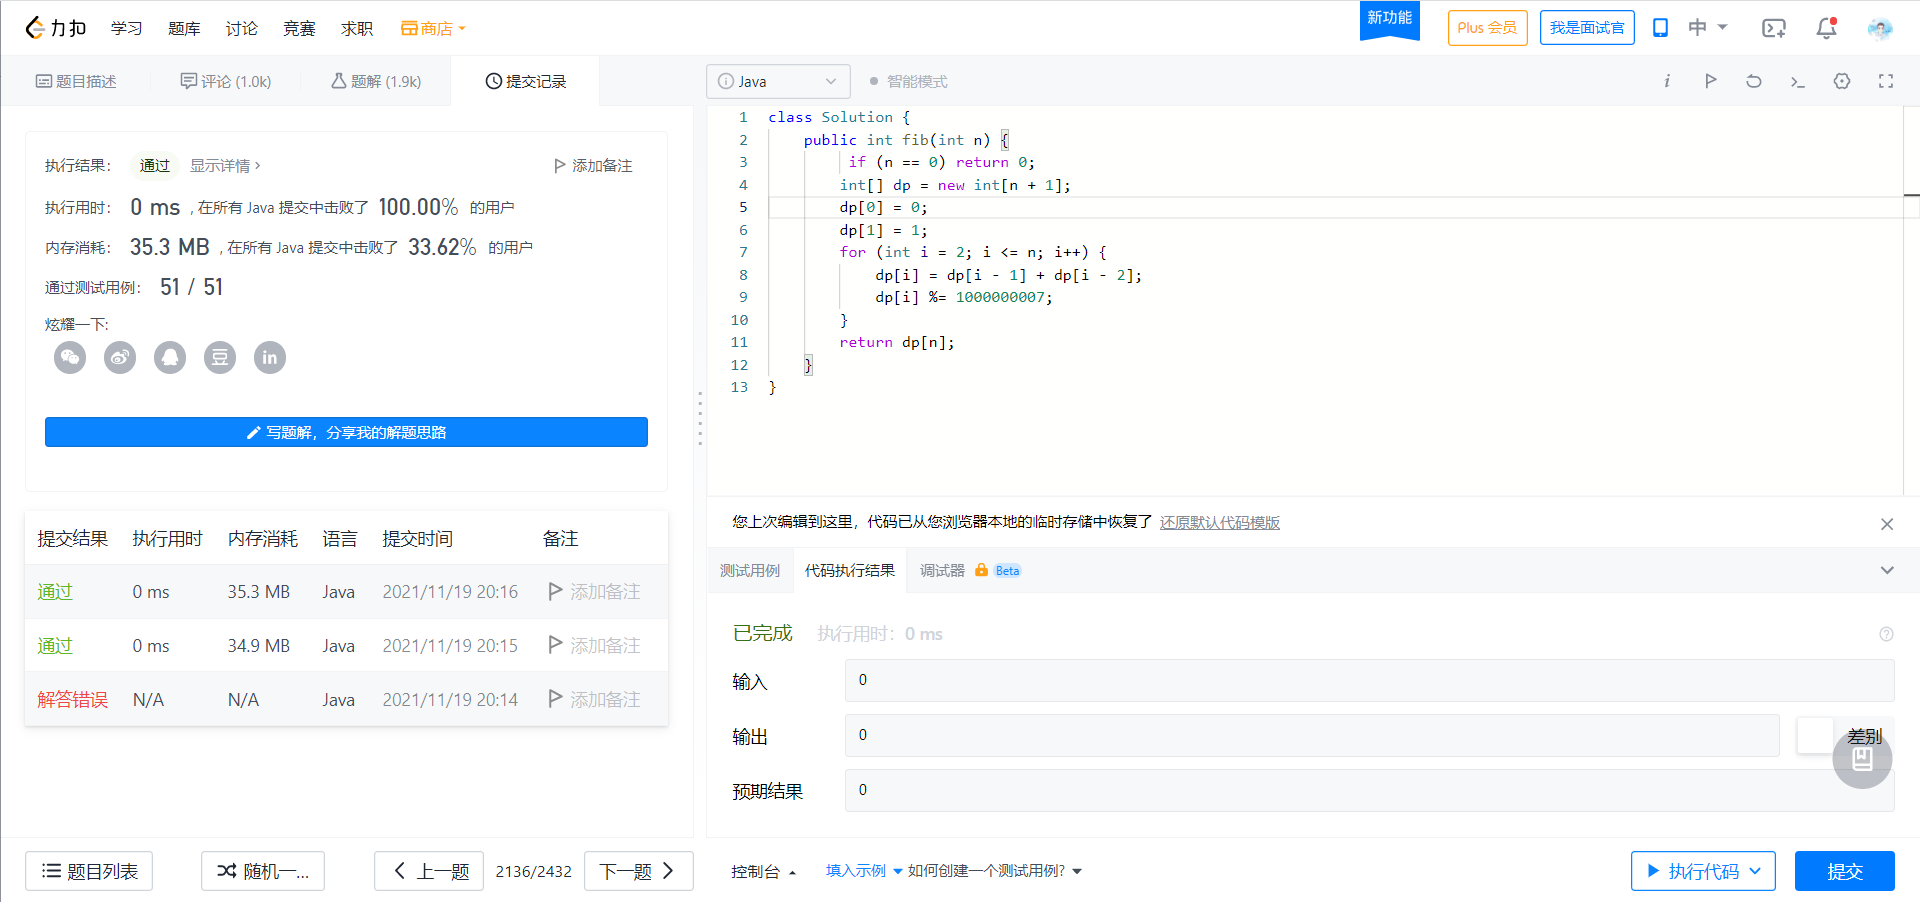 力扣 学习 题库 讨论 竞赛 求职 商店 新功能 Plus 会员 我是面试官 中
题目描述 评论 (1.0k) 题解 (1.9k) 提交记录
执行结果： 通过 显示详情 › 添加备注
执行用时： 0 ms , 在所有 Java 提交中击败了 100.00% 的用户
内存消耗： 35.3 MB , 在所有 Java 提交中击败了 33.62% 的用户
通过测试用例： 51 / 51
炫耀一下:
豆 in
写题解，分享我的解题思路
提交结果 执行用时 内存消耗 语言 提交时间 备注
通过 0 ms 35.3 MB Java 2021/11/19 20:16 添加备注
通过 0 ms 34.9 MB Java 2021/11/19 20:15 添加备注
解答错误 N/A N/A Java 2021/11/19 20:14 添加备注
题目列表 随机一... 上一题 2136/2432 下一题
i Java 智能模式 i
1 class Solution {
2 public int fib(int n) {
3 if (n == 0) return 0;
4 int[] dp = new int[n + 1];
5 dp[0] = 0;
6 dp[1] = 1;
7 for (int i = 2; i <= n; i++) {
8 dp[i] = dp[i - 1] + dp[i - 2];
9 dp[i] %= 1000000007;
10 }
11 return dp[n];
12 }
13 }
您上次编辑到这里，代码已从您浏览器本地的临时存储中恢复了 还原默认代码模版
测试用例 代码执行结果 调试器 Beta
已完成 执行用时：0 ms
输入 0
输出 0 差别
预期结果 0
控制台 填入示例 如何创建一个测试用例? 执行代码 提交